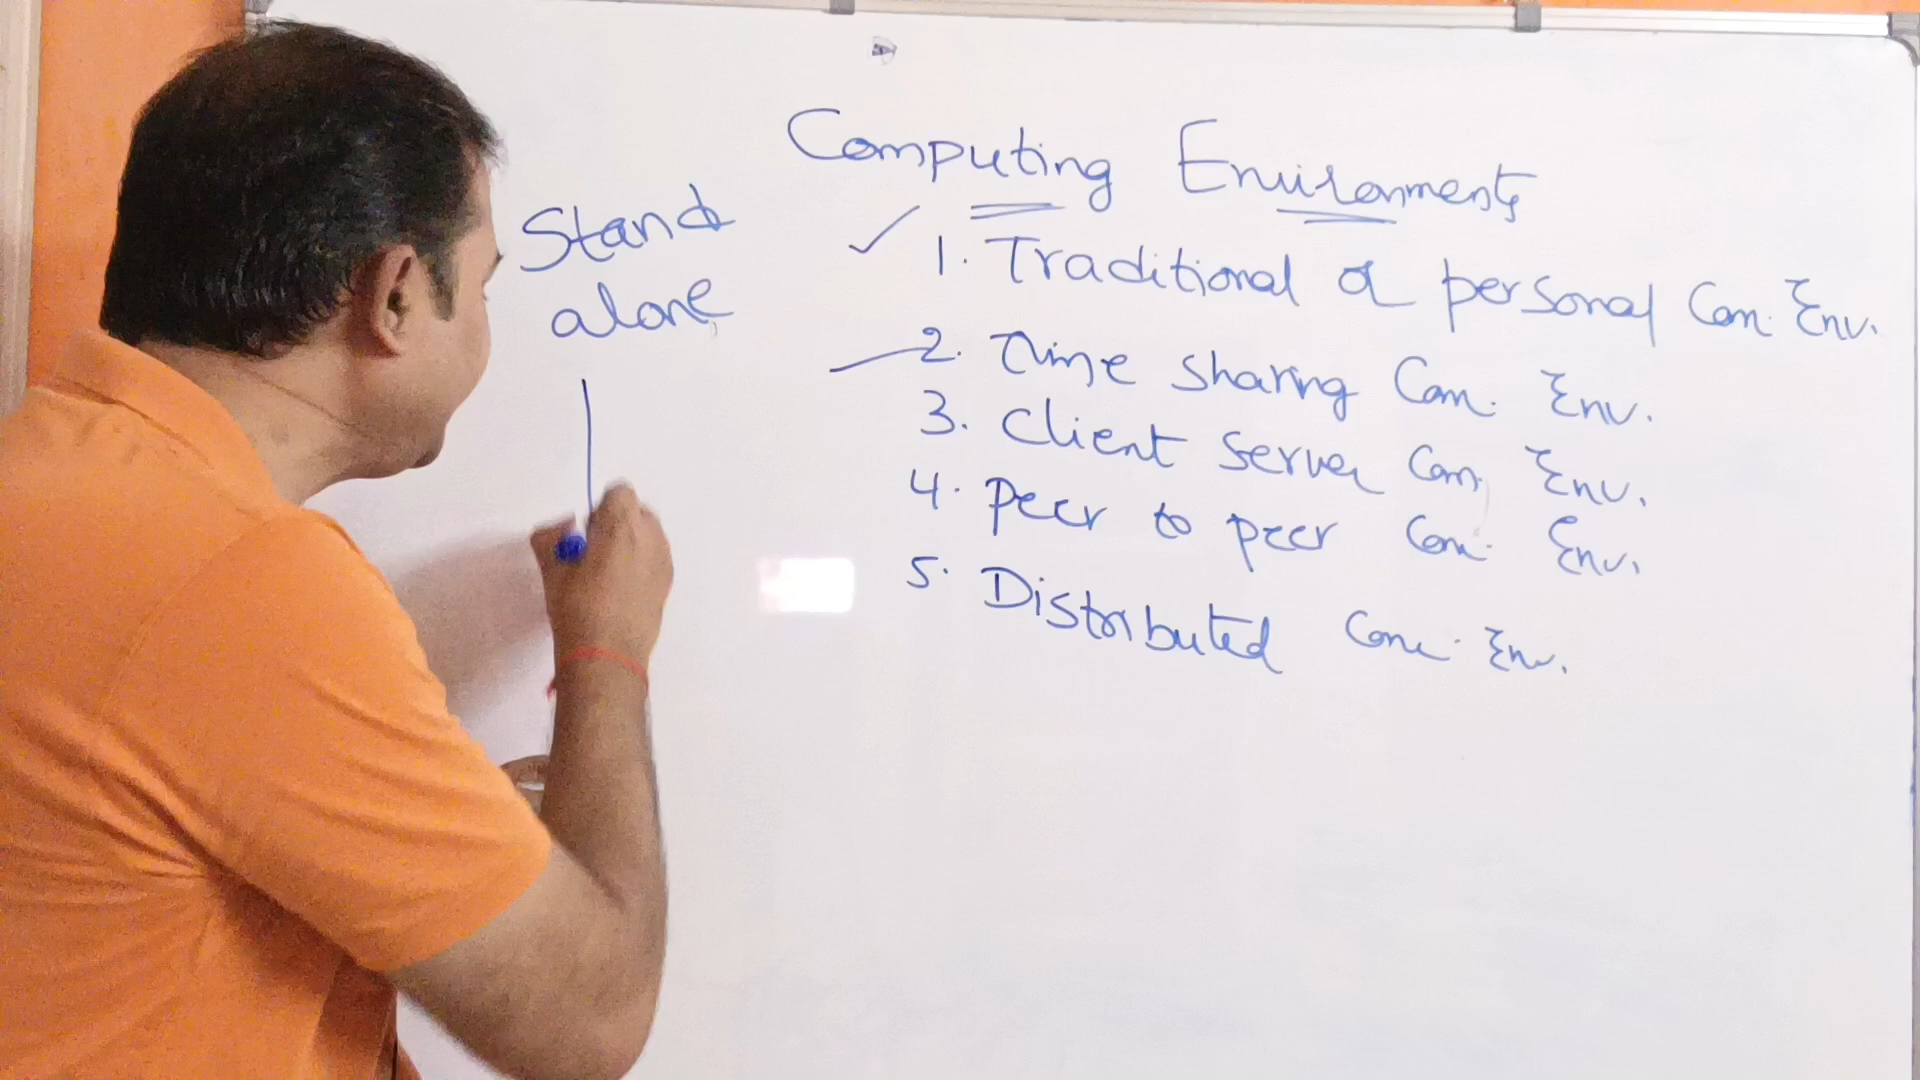 Computing Environments
Stand
alone
1. Traditional or personal Com. Env.
2. Time sharing Com. Env.
3. Client server Com. Env.
4. Peer to peer Com. Env.
5. Distributed Com. Env.